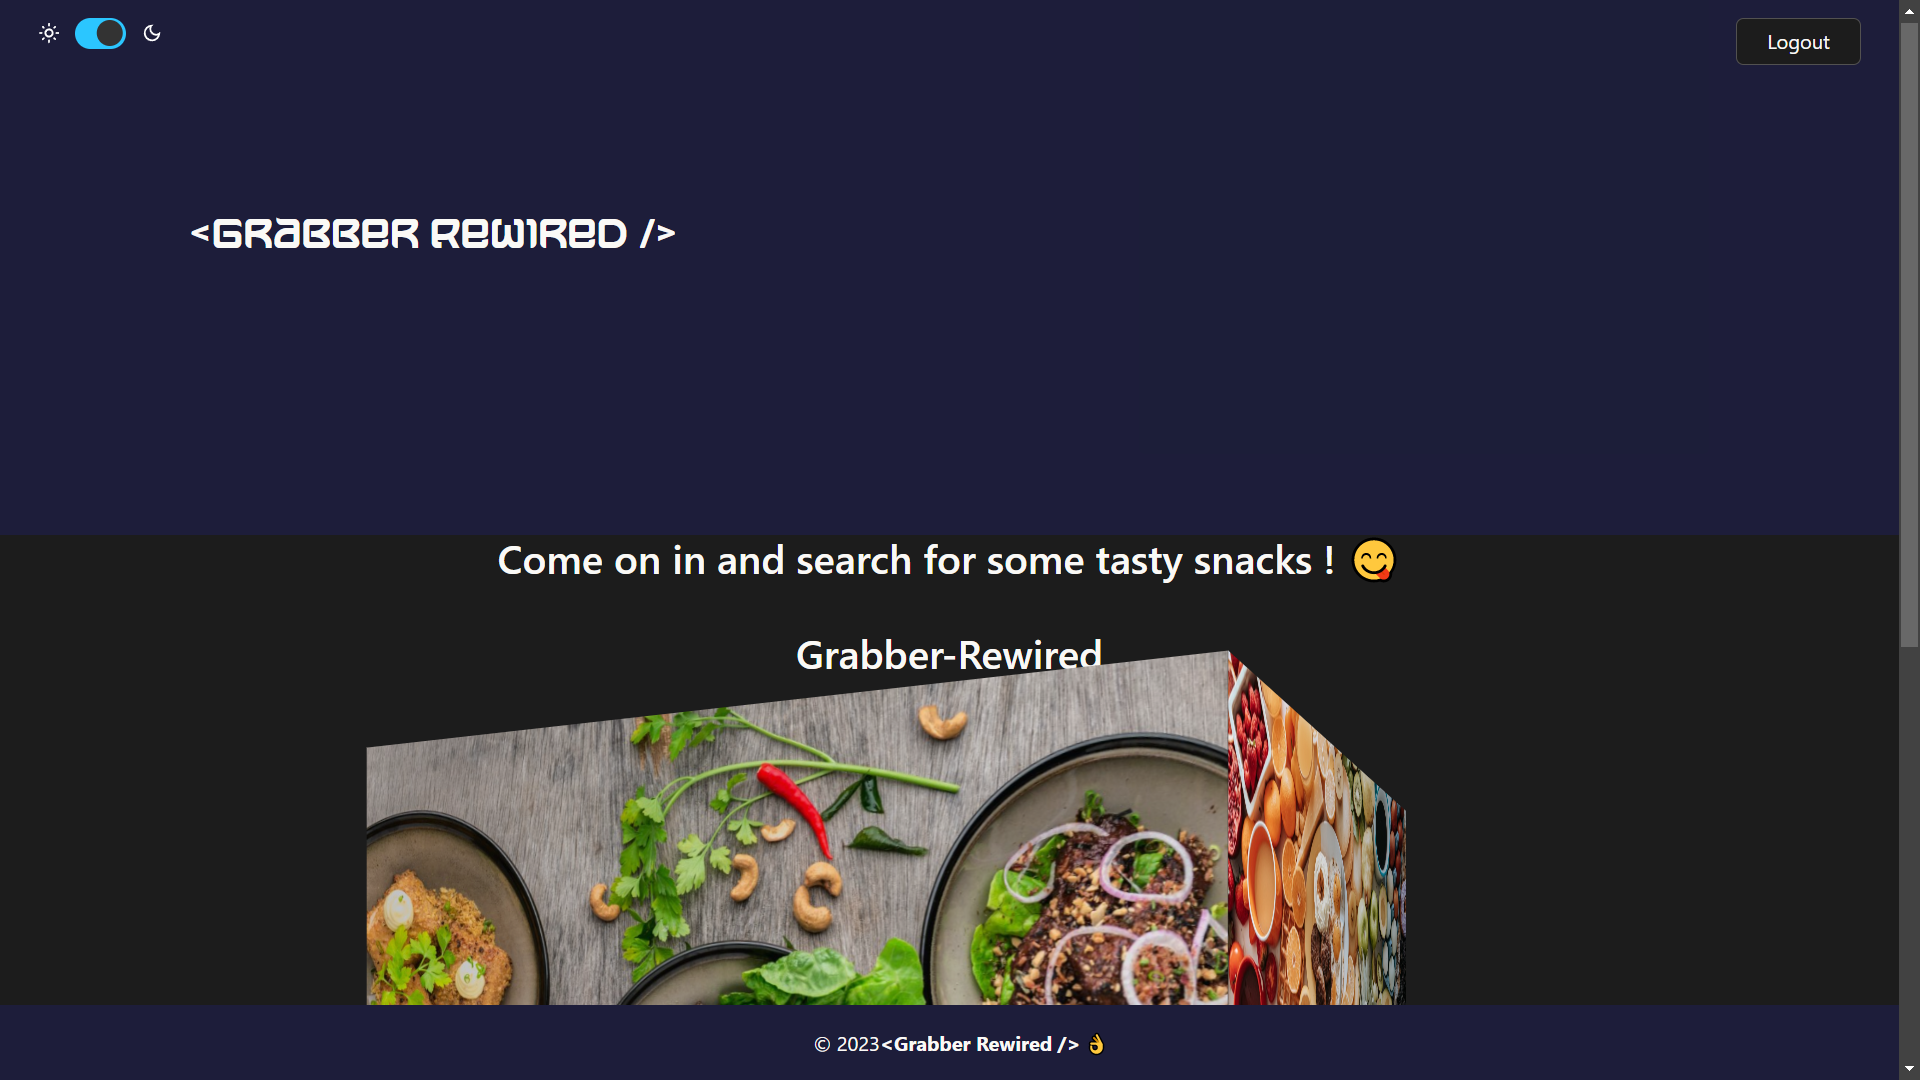 Logout
<Grabber Rewired />
Come on in and search for some tasty snacks ! 😋
Grabber-Rewired
© 2023<Grabber Rewired /> 👌